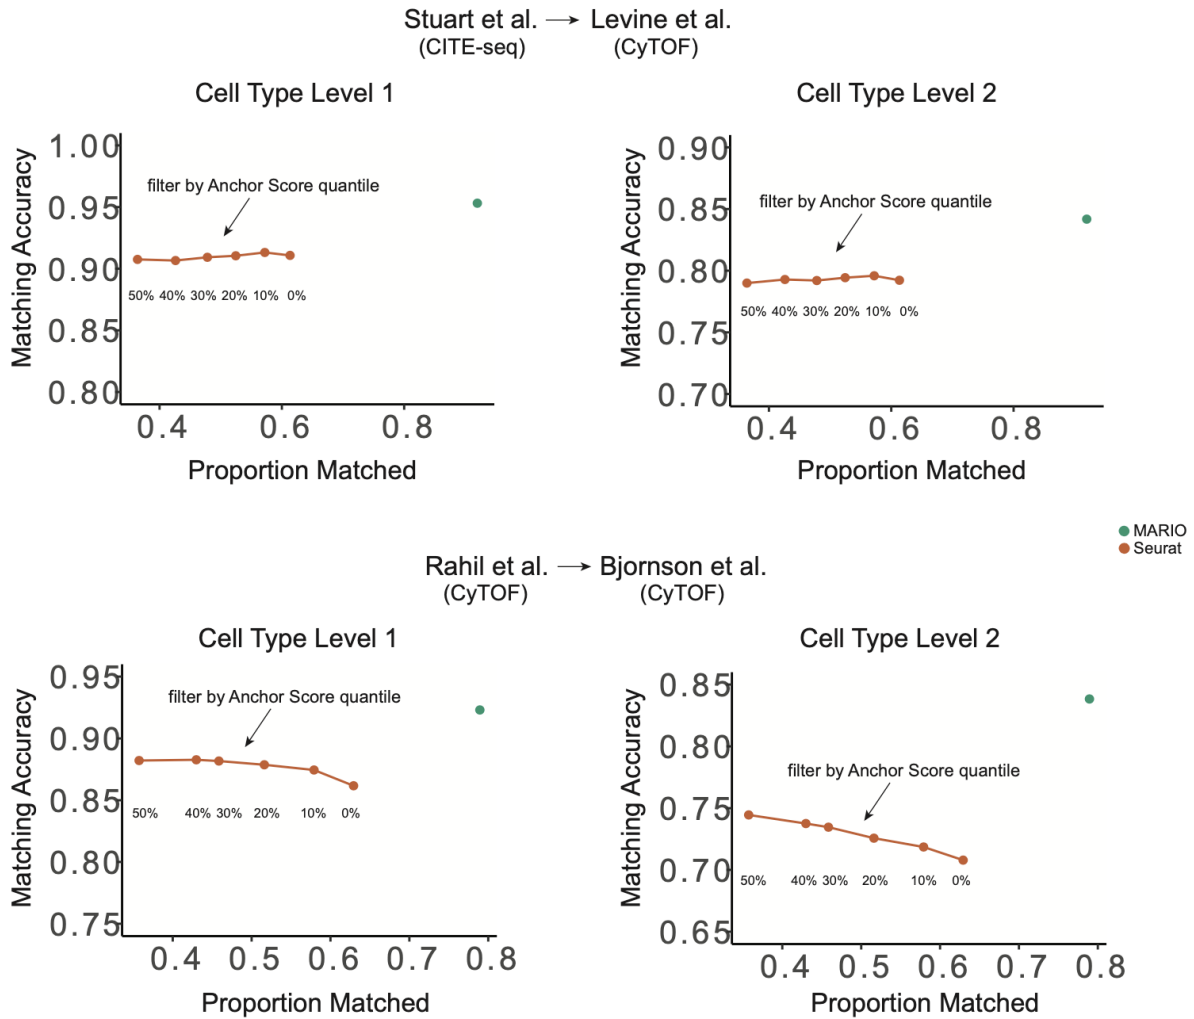 Stuart et al. → Levine et al.
(CITE-seq) (CyTOF)
Cell Type Level 1
Matching Accuracy
1.00
0.95
0.90
0.85
0.80
filter by Anchor Score quantile
50% 40% 30% 20% 10% 0%
0.4 0.6 0.8
Proportion Matched
Cell Type Level 2
Matching Accuracy
0.90
0.85
0.80
0.75
0.70
filter by Anchor Score quantile
50% 40% 30% 20% 10% 0%
0.4 0.6 0.8
Proportion Matched
MARIO
Seurat
Rahil et al. → Bjornson et al.
(CyTOF) (CyTOF)
Cell Type Level 1
Matching Accuracy
0.95
0.90
0.85
0.80
0.75
filter by Anchor Score quantile
50% 40% 30% 20% 10% 0%
0.4 0.5 0.6 0.7 0.8
Proportion Matched
Cell Type Level 2
Matching Accuracy
0.85
0.80
0.75
0.70
0.65
filter by Anchor Score quantile
50% 40% 30% 20% 10% 0%
0.4 0.5 0.6 0.7 0.8
Proportion Matched